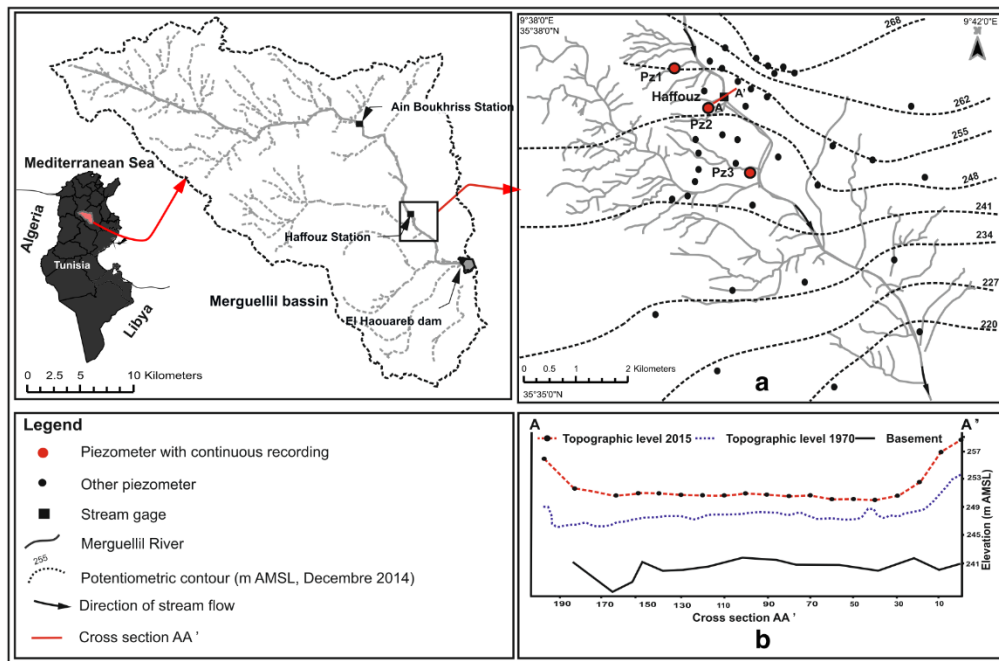 a
Ain Boukhriss Station
Mediterranean Sea
Algeria
Tunisia
Libya
Haffouz Station
Merguellil bassin
El Haouareb dam
0 2.5 5 10 Kilometers
9°38'0"E
35°38'0"N
9°42'0"E
268
Pz1
Haffouz
A'
A
262
Pz2
255
Pz3
248
241
234
227
220
0 0.5 1 2 Kilometers
35°35'0"N
a
Legend
Piezometer with continuous recording
Other piezometer
Stream gage
Merguellil River
255
Potentiometric contour (m AMSL, Decembre 2014)
Direction of stream flow
Cross section AA '
A
A '
Topographic level 2015
Topographic level 1970
Basement
257
253
249
245
241
Elevation (m AMSL)
190 170 150 130 110 90 70 50 30 10
Cross section AA '
b